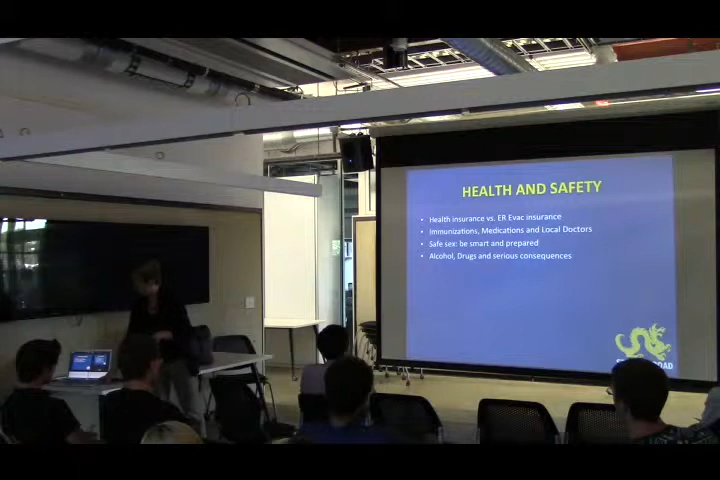 HEALTH AND SAFETY
• Health insurance vs. ER Evac insurance
• Immunizations, Medications and Local Doctors
• Safe sex: be smart and prepared
• Alcohol, Drugs and serious consequences